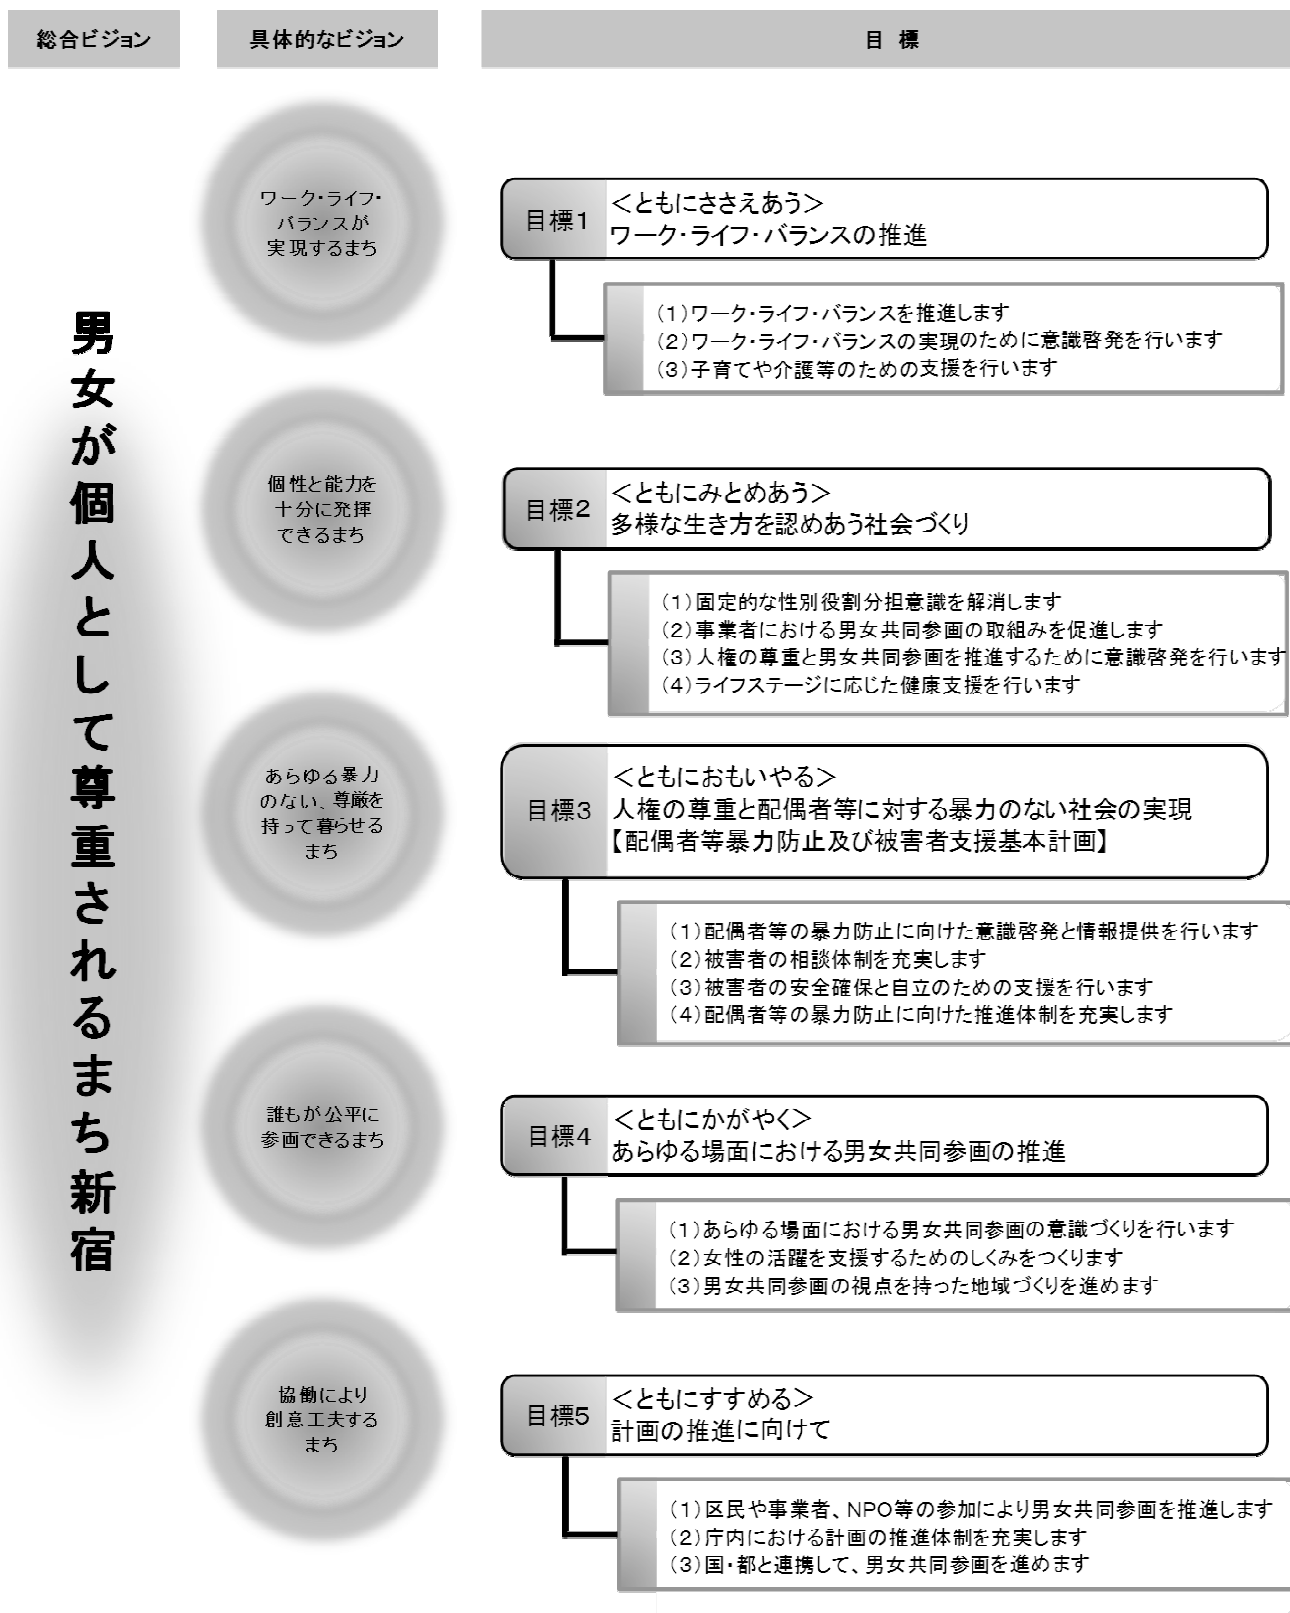 総合ビジョン
具体的なビジョン
目 標
男女が個人として尊重されるまち新宿
ワーク・ライフ・
バランスが
実現するまち
目標1
＜ともにささえあう＞
ワーク・ライフ・バランスの推進
（1）ワーク・ライフ・バランスを推進します
（2）ワーク・ライフ・バランスの実現のために意識啓発を行います
（3）子育てや介護等のための支援を行います
個性と能力を
十分に発揮
できるまち
目標2
＜ともにみとめあう＞
多様な生き方を認めあう社会づくり
（1）固定的な性別役割分担意識を解消します
（2）事業者における男女共同参画の取組みを促進します
（3）人権の尊重と男女共同参画を推進するために意識啓発を行います
（4）ライフステージに応じた健康支援を行います
あらゆる暴力
のない、尊厳を
持って暮らせる
まち
目標3
＜ともにおもいやる＞
人権の尊重と配偶者等に対する暴力のない社会の実現
【配偶者等暴力防止及び被害者支援基本計画】
（1）配偶者等の暴力防止に向けた意識啓発と情報提供を行います
（2）被害者の相談体制を充実します
（3）被害者の安全確保と自立のための支援を行います
（4）配偶者等の暴力防止に向けた推進体制を充実します
誰もが公平に
参画できるまち
目標4
＜ともにかがやく＞
あらゆる場面における男女共同参画の推進
（1）あらゆる場面における男女共同参画の意識づくりを行います
（2）女性の活躍を支援するためのしくみをつくります
（3）男女共同参画の視点を持った地域づくりを進めます
協働により
創意工夫する
まち
目標5
＜ともにすすめる＞
計画の推進に向けて
（1）区民や事業者、NPO等の参加により男女共同参画を推進します
（2）庁内における計画の推進体制を充実します
（3）国・都と連携して、男女共同参画を進めます